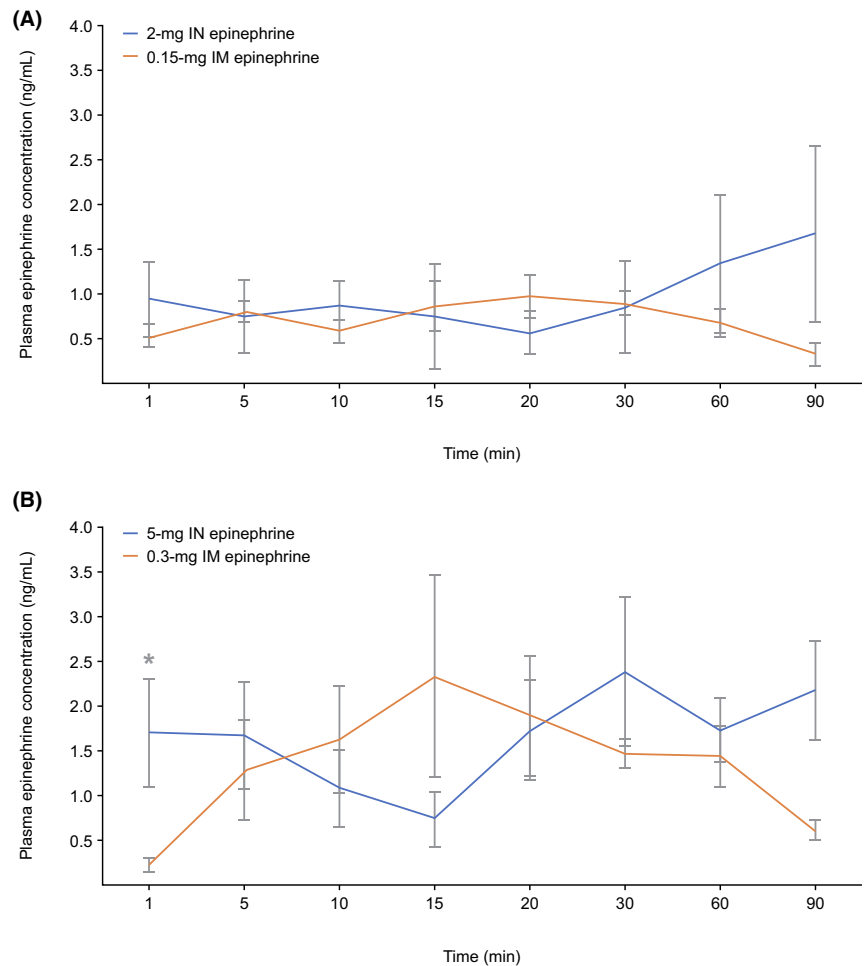 (A)
2-mg IN epinephrine
0.15-mg IM epinephrine
Plasma epinephrine concentration (ng/mL)
4.0
3.5
3.0
2.5
2.0
1.5
1.0
0.5
1 5 10 15 20 30 60 90
Time (min)
(B)
5-mg IN epinephrine
0.3-mg IM epinephrine
Plasma epinephrine concentration (ng/mL)
4.0
3.5
3.0
2.5
2.0
1.5
1.0
0.5
*
1 5 10 15 20 30 60 90
Time (min)